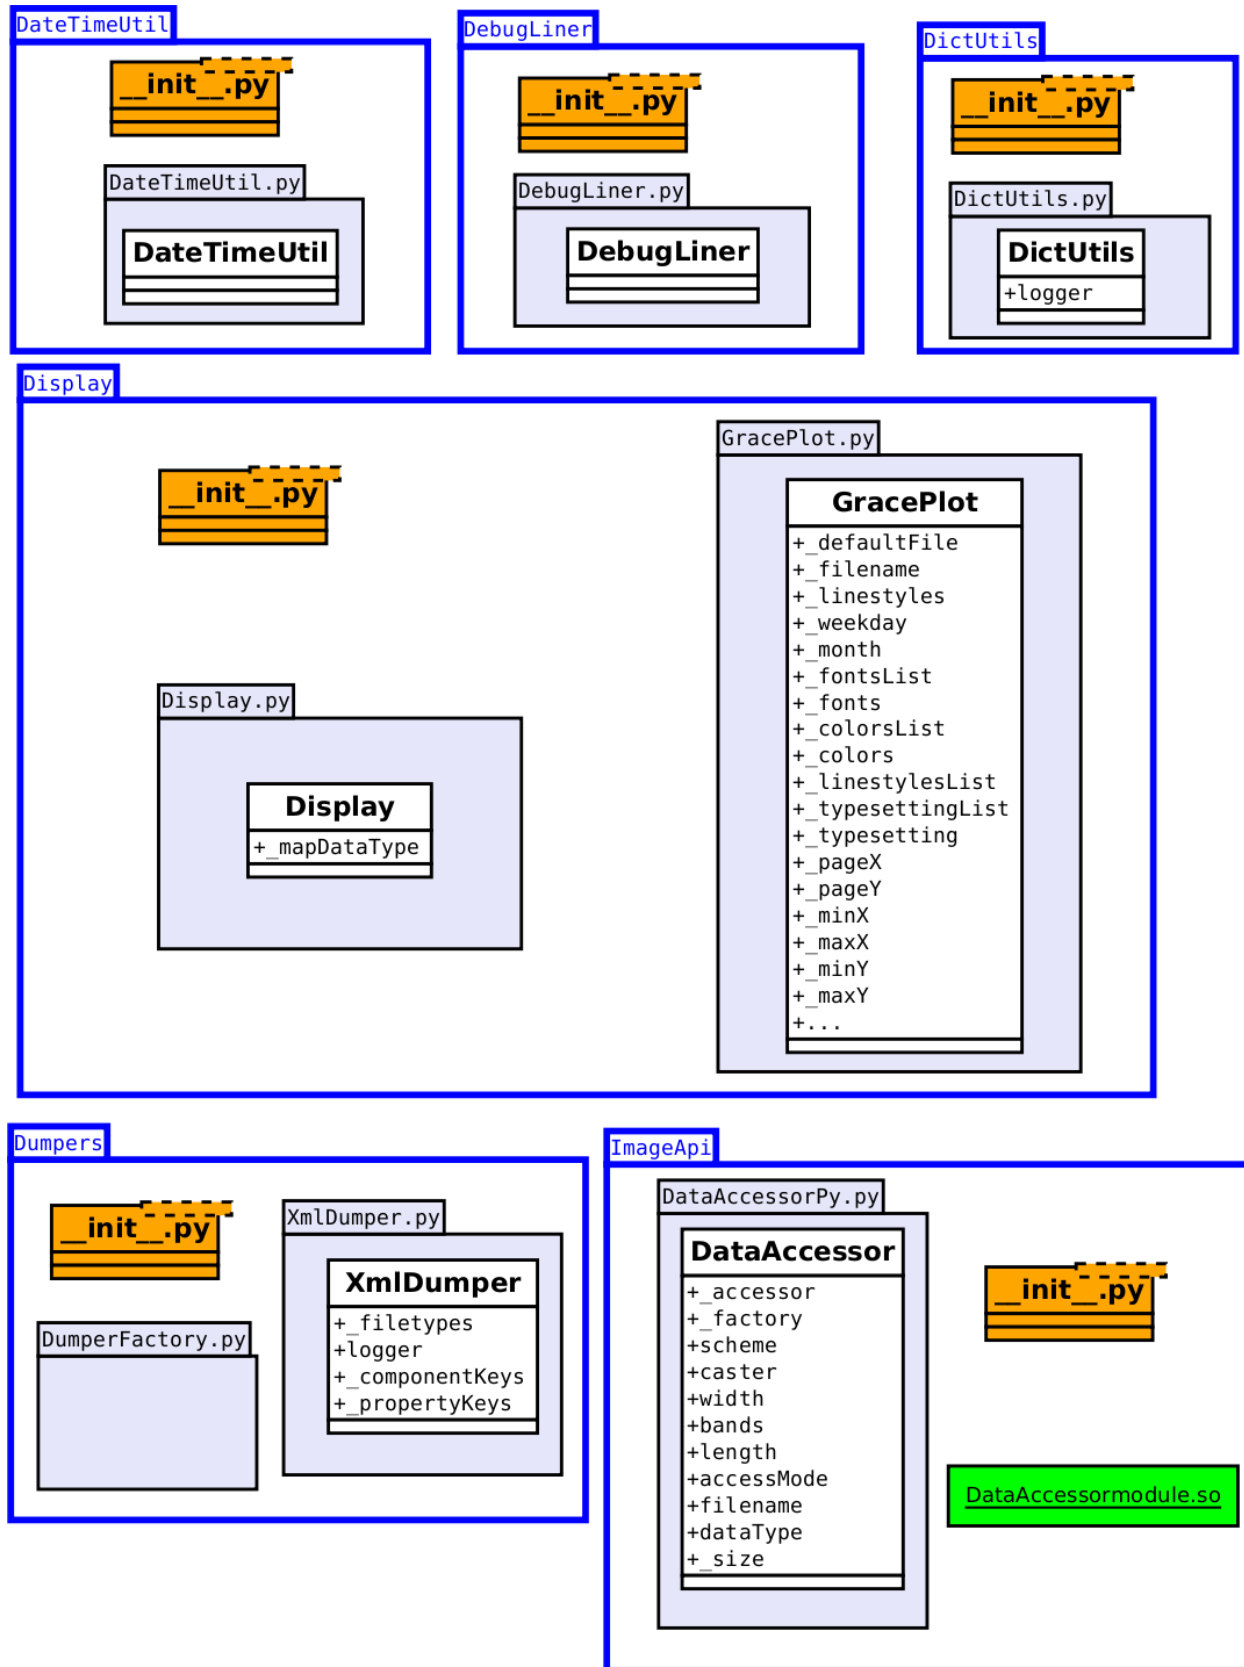 DateTimeUtil
__init__.py
DateTimeUtil.py
DateTimeUtil
DebugLiner
__init__.py
DebugLiner.py
DebugLiner
DictUtils
__init__.py
DictUtils.py
DictUtils
+logger
Display
__init__.py
Display.py
Display
+_mapDataType
GracePlot.py
GracePlot
+_defaultFile
+_filename
+_linestyles
+_weekday
+_month
+_fontsList
+_fonts
+_colorsList
+_colors
+_linestylesList
+_typesettingList
+_typesetting
+_pageX
+_pageY
+_minX
+_maxX
+_minY
+_maxY
+...
Dumpers
__init__.py
DumperFactory.py
XmlDumper.py
XmlDumper
+_filetypes
+logger
+_componentKeys
+_propertyKeys
ImageApi
DataAccessorPy.py
DataAccessor
+_accessor
+_factory
+scheme
+caster
+width
+bands
+length
+accessMode
+filename
+dataType
+_size
__init__.py
DataAccessormodule.so